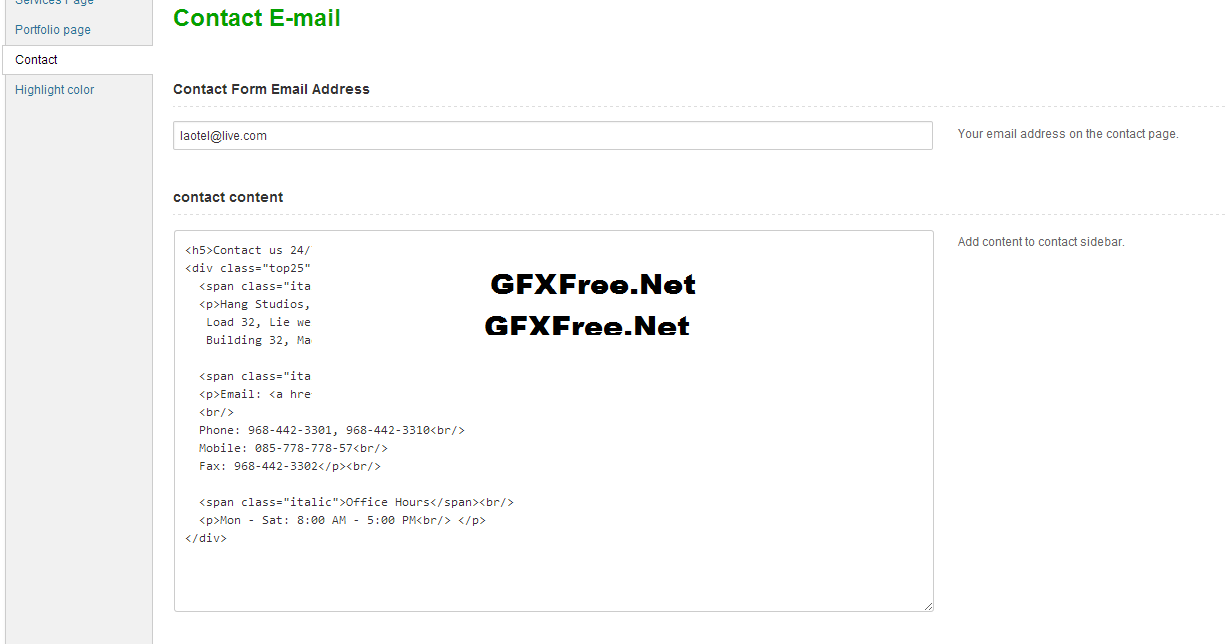 Services Page
Portfolio page
Contact
Highlight color
Contact E-mail
Contact Form Email Address
laotel@live.com
Your email address on the contact page.
contact content
Add content to contact sidebar.
<h5>Contact us 24/
<div class="top25"
<span class="ita
<p>Hang Studios,
Load 32, Lie we
Building 32, Ma
<span class="ita
<p>Email: <a hre
<br/>
Phone: 968-442-3301, 968-442-3310<br/>
Mobile: 085-778-778-57<br/>
Fax: 968-442-3302</p><br/>
<span class="italic">Office Hours</span><br/>
<p>Mon - Sat: 8:00 AM - 5:00 PM<br/> </p>
</div>
GFXFree.Net
GFXFree.Net